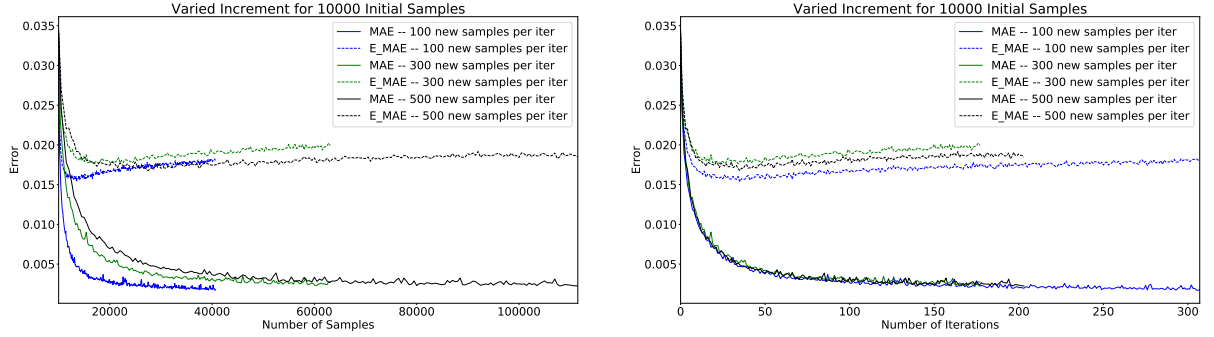 Varied Increment for 10000 Initial Samples
0.035
0.030
0.025
0.020
0.015
0.010
0.005
Error
MAE -- 100 new samples per iter
E_MAE -- 100 new samples per iter
MAE -- 300 new samples per iter
E_MAE -- 300 new samples per iter
MAE -- 500 new samples per iter
E_MAE -- 500 new samples per iter
20000 40000 60000 80000 100000
Number of Samples
Varied Increment for 10000 Initial Samples
0.035
0.030
0.025
0.020
0.015
0.010
0.005
Error
MAE -- 100 new samples per iter
E_MAE -- 100 new samples per iter
MAE -- 300 new samples per iter
E_MAE -- 300 new samples per iter
MAE -- 500 new samples per iter
E_MAE -- 500 new samples per iter
0 50 100 150 200 250 300
Number of Iterations